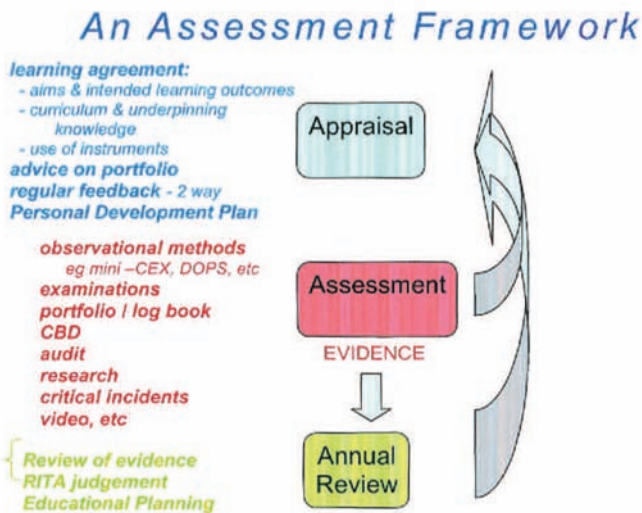 An Assessment Framework
learning agreement:
- aims & intended learning outcomes
- curriculum & underpinning
knowledge
- use of instruments
advice on portfolio
regular feedback - 2 way
Personal Development Plan
Appraisal
observational methods
eg mini –CEX, DOPS, etc
examinations
portfolio / log book
CBD
audit
research
critical incidents
video, etc
Assessment
EVIDENCE
Review of evidence
RITA judgement
Educational Planning
Annual
Review